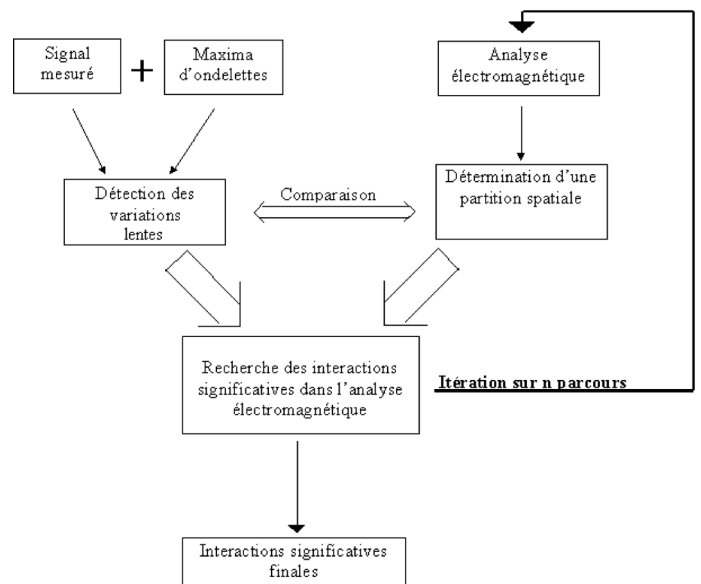 Signal
mesuré
+
Maxima
d'ondelettes
Analyse
électromagnétique
Détection des
variations
lentes
Comparaison
Détermination d'une
partition spatiale
Recherche des interactions
significatives dans l'analyse
électromagnétique
Itération sur n parcours
Interactions significatives
finales